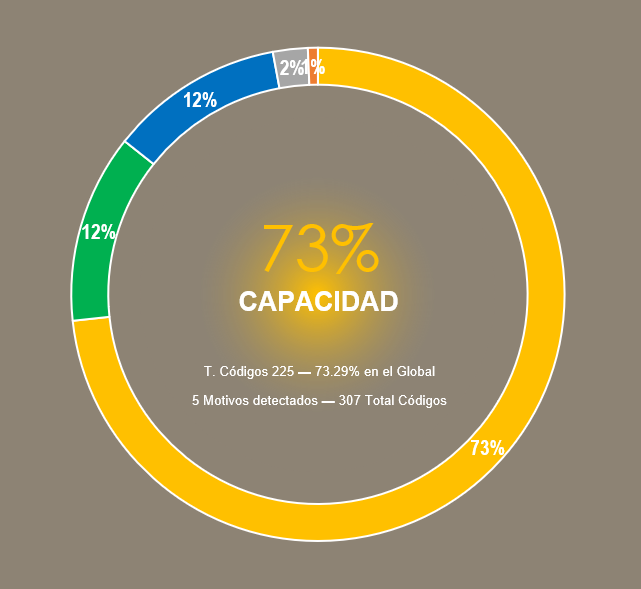 2%
1%
12%
12%
73%
CAPACIDAD
T. Códigos 225 — 73.29% en el Global
5 Motivos detectados — 307 Total Códigos
73%